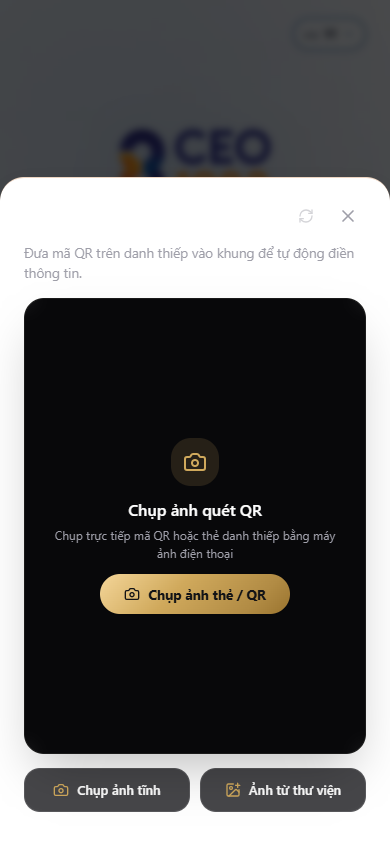 CEO
Đưa mã QR trên danh thiếp vào khung để tự động điền
thông tin.
Chụp ảnh quét QR
Chụp trực tiếp mã QR hoặc thẻ danh thiếp bằng máy
ảnh điện thoại
Chụp ảnh thẻ / QR
Chụp ảnh tĩnh
Ảnh từ thư viện